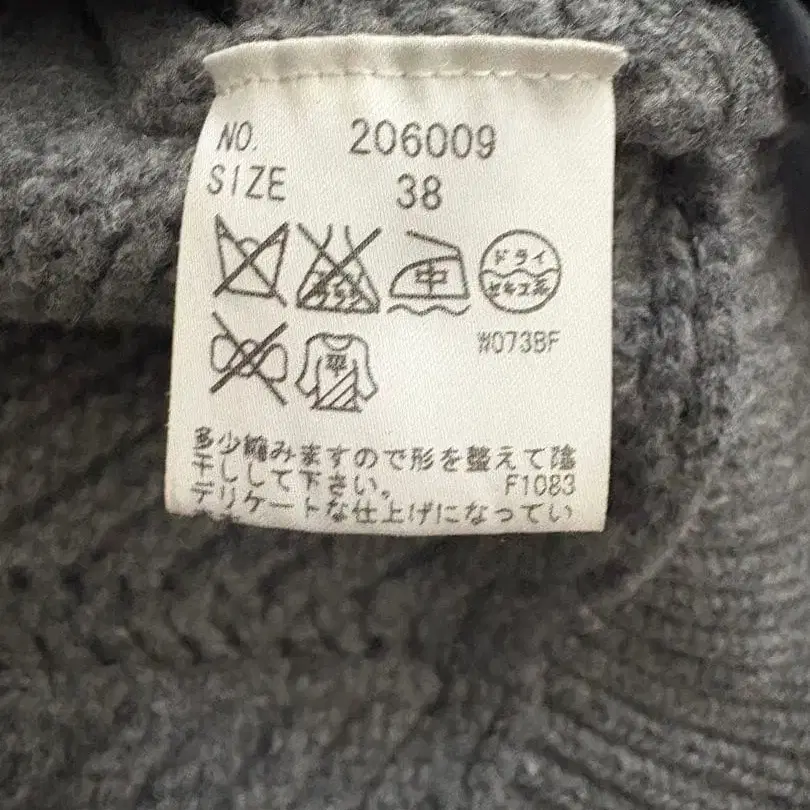 NO. 206009
SIZE 38
中
ドライ
セキユ系
W073BF
平
多少縮みますので形を整えて陰
干しして下さい。 F1083
デリケートな仕上げになってい